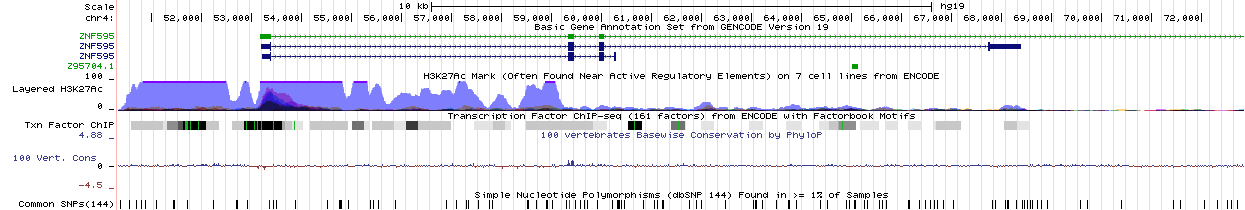 Scale 10 kb hg19
chr4: 52,000 53,000 54,000 55,000 56,000 57,000 58,000 59,000 60,000 61,000 62,000 63,000 64,000 65,000 66,000 67,000 68,000 69,000 70,000 71,000 72,000
Basic Gene Annotation Set from GENCODE Version 19
ZNF595
ZNF595
ZNF595
Z95704.1
H3K27Ac Mark (Often Found Near Active Regulatory Elements) on 7 cell lines from ENCODE
100
Layered H3K27Ac
0
Transcription Factor ChIP-seq (161 factors) from ENCODE with Factorbook Motifs
Txn Factor ChIP
100 vertebrates Basewise Conservation by PhyloP
4.88
100 Vert. Cons
0
-4.5
Simple Nucleotide Polymorphisms (dbSNP 144) Found in >= 1% of Samples
Common SNPs(144)